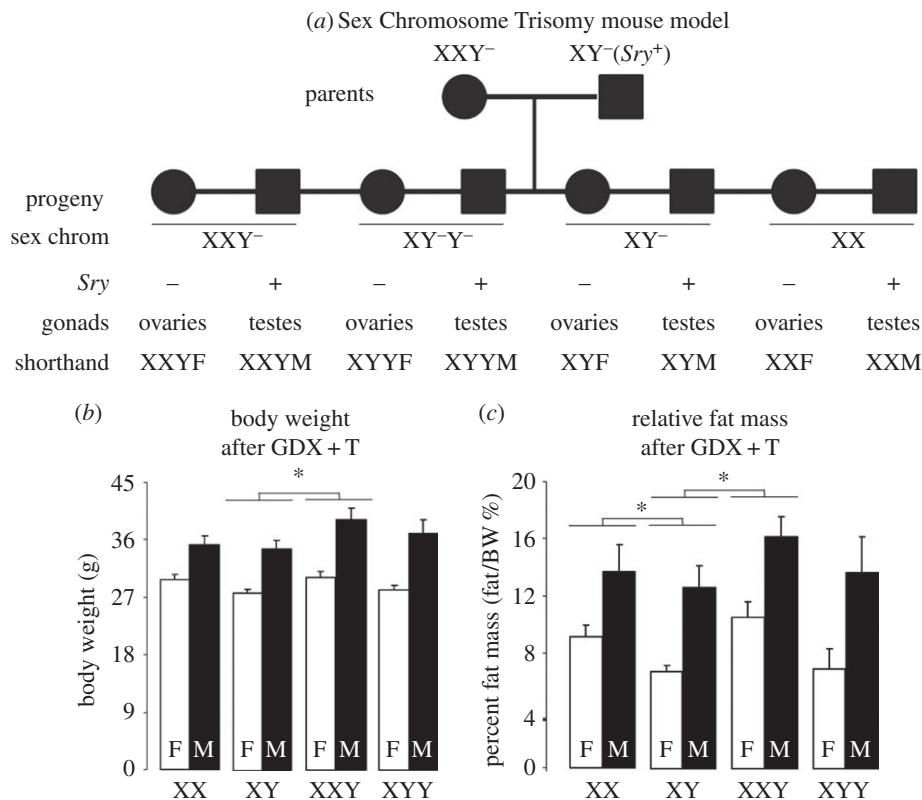 (a) Sex Chromosome Trisomy mouse model
XXY⁻ XY⁻(Sry⁺)
parents
progeny
sex chrom XXY⁻ XY⁻Y⁻ XY⁻ XX
Sry – + – + – + – +
gonads ovaries testes ovaries testes ovaries testes ovaries testes
shorthand XXYF XXYM XYYF XYYM XYF XYM XXF XXM
(b) body weight
after GDX + T
*
45
36
27
18
9
0
body weight (g)
F M F M F M F M
XX XY XXY XYY
(c) relative fat mass
after GDX + T
*
*
20
16
12
8
4
0
percent fat mass (fat/BW %)
F M F M F M F M
XX XY XXY XYY